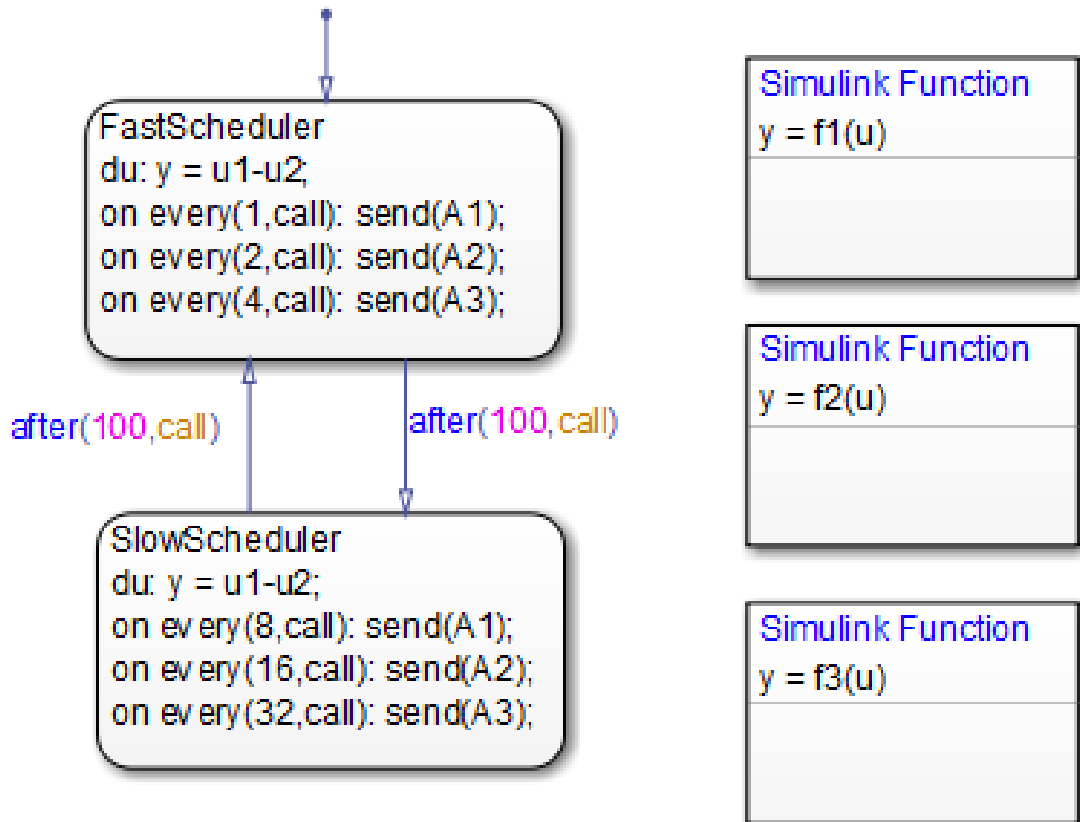 FastScheduler
du: y = u1-u2;
on every(1,call): send(A1);
on every(2,call): send(A2);
on every(4,call): send(A3);
after(100,call)
after(100,call)
SlowScheduler
du: y = u1-u2;
on every(8,call): send(A1);
on every(16,call): send(A2);
on every(32,call): send(A3);
Simulink Function
y = f1(u)
Simulink Function
y = f2(u)
Simulink Function
y = f3(u)